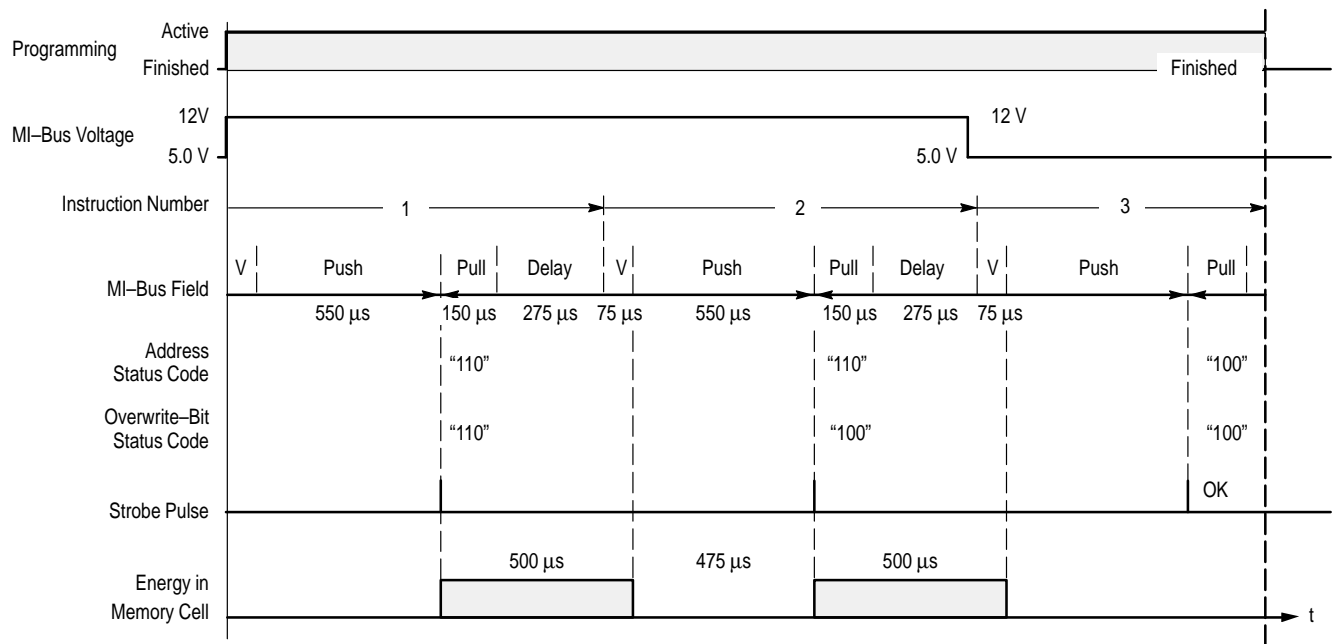 Active
Programming
Finished
Finished
12V
12 V
MI–Bus Voltage
5.0 V
5.0 V
Instruction Number
1
2
3
V Push Pull Delay V Push Pull Delay V Push Pull
MI–Bus Field
550 µs 150 µs 275 µs 75 µs 550 µs 150 µs 275 µs 75 µs
Address
Status Code
“110” “110” “100”
Overwrite–Bit
Status Code
“110” “100” “100”
OK
Strobe Pulse
500 µs 475 µs 500 µs
Energy in
Memory Cell
t